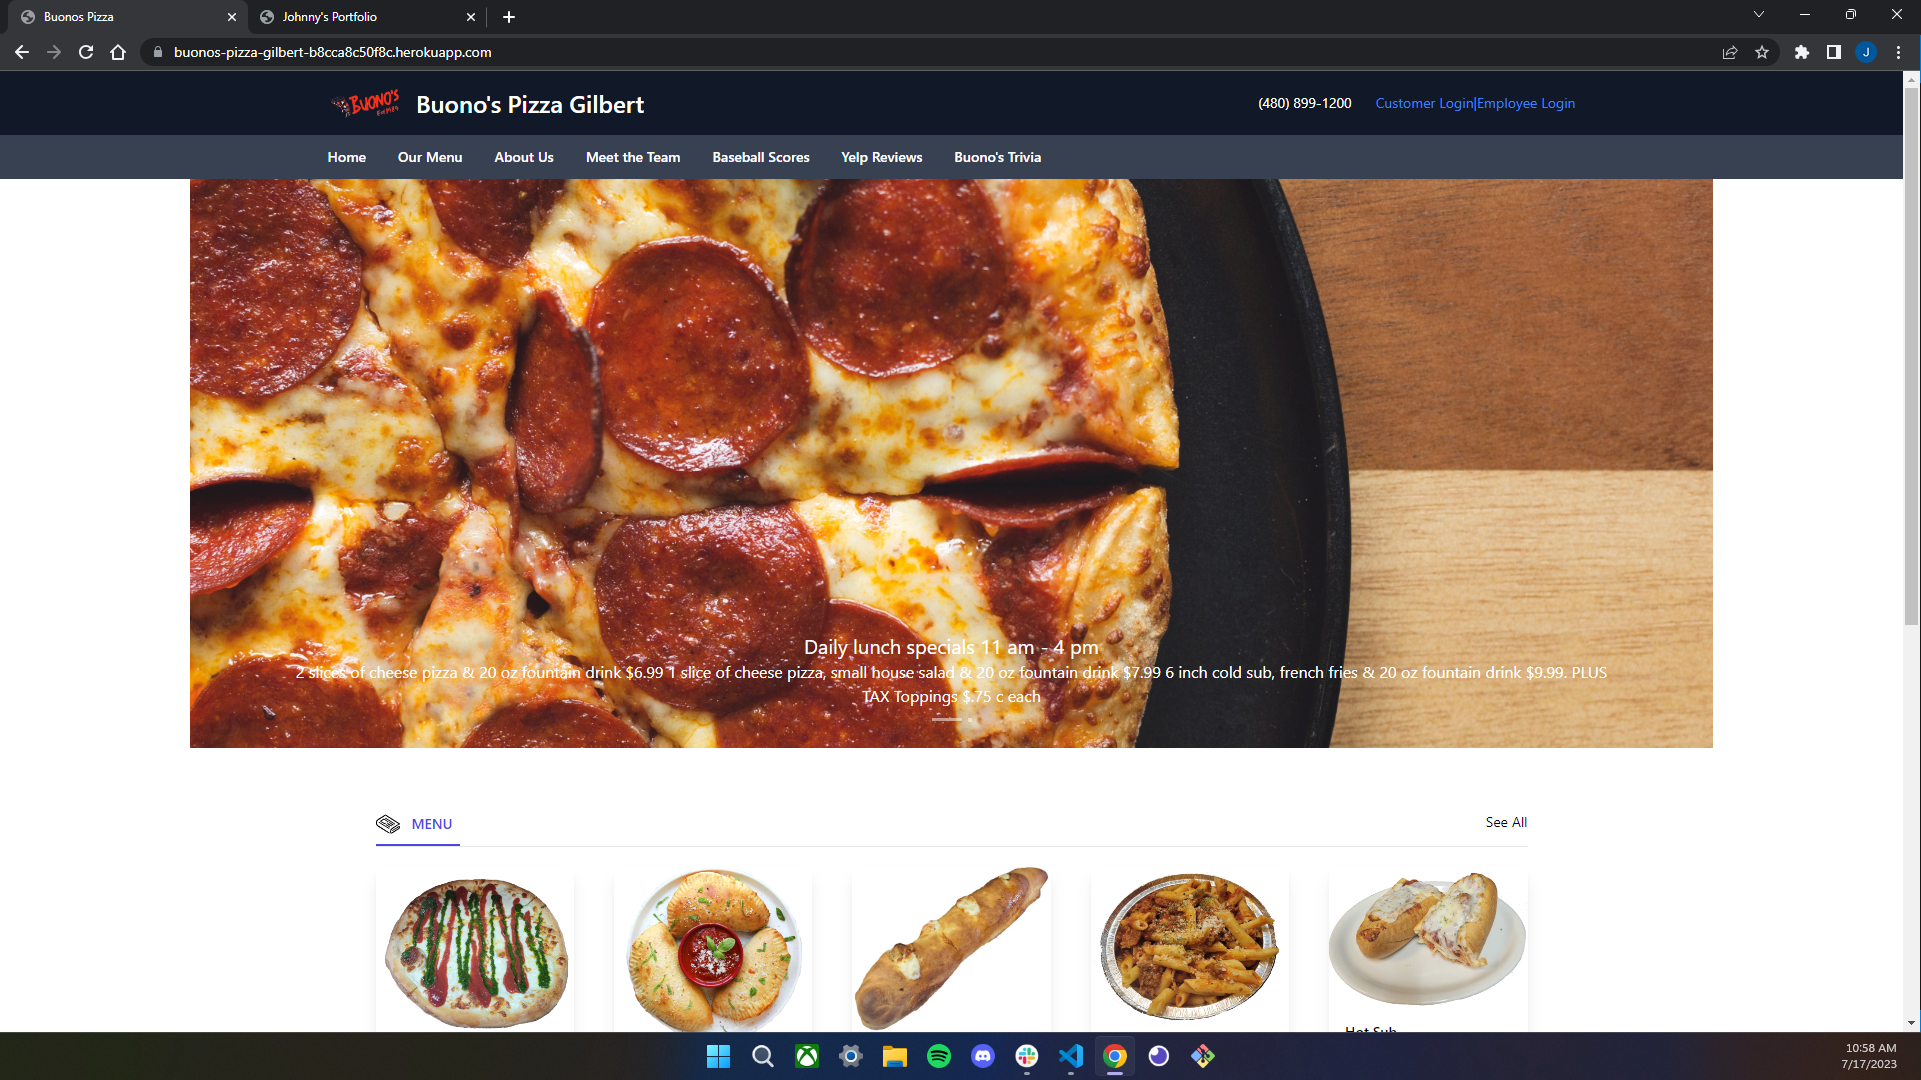 Buonos Pizza
Johnny's Portfolio
buonos-pizza-gilbert-b8cca8c50f8c.herokuapp.com
J
BUONO'S
Buono's Pizza Gilbert
(480) 899-1200
Customer Login|Employee Login
Home
Our Menu
About Us
Meet the Team
Baseball Scores
Yelp Reviews
Buono's Trivia
Daily lunch specials 11 am - 4 pm
2 slices of cheese pizza & 20 oz fountain drink $6.99 1 slice of cheese pizza, small house salad & 20 oz fountain drink $7.99 6 inch cold sub, french fries & 20 oz fountain drink $9.99. PLUS
TAX Toppings $.75 c each
MENU
See All
Hot Sub
10:58 AM
7/17/2023